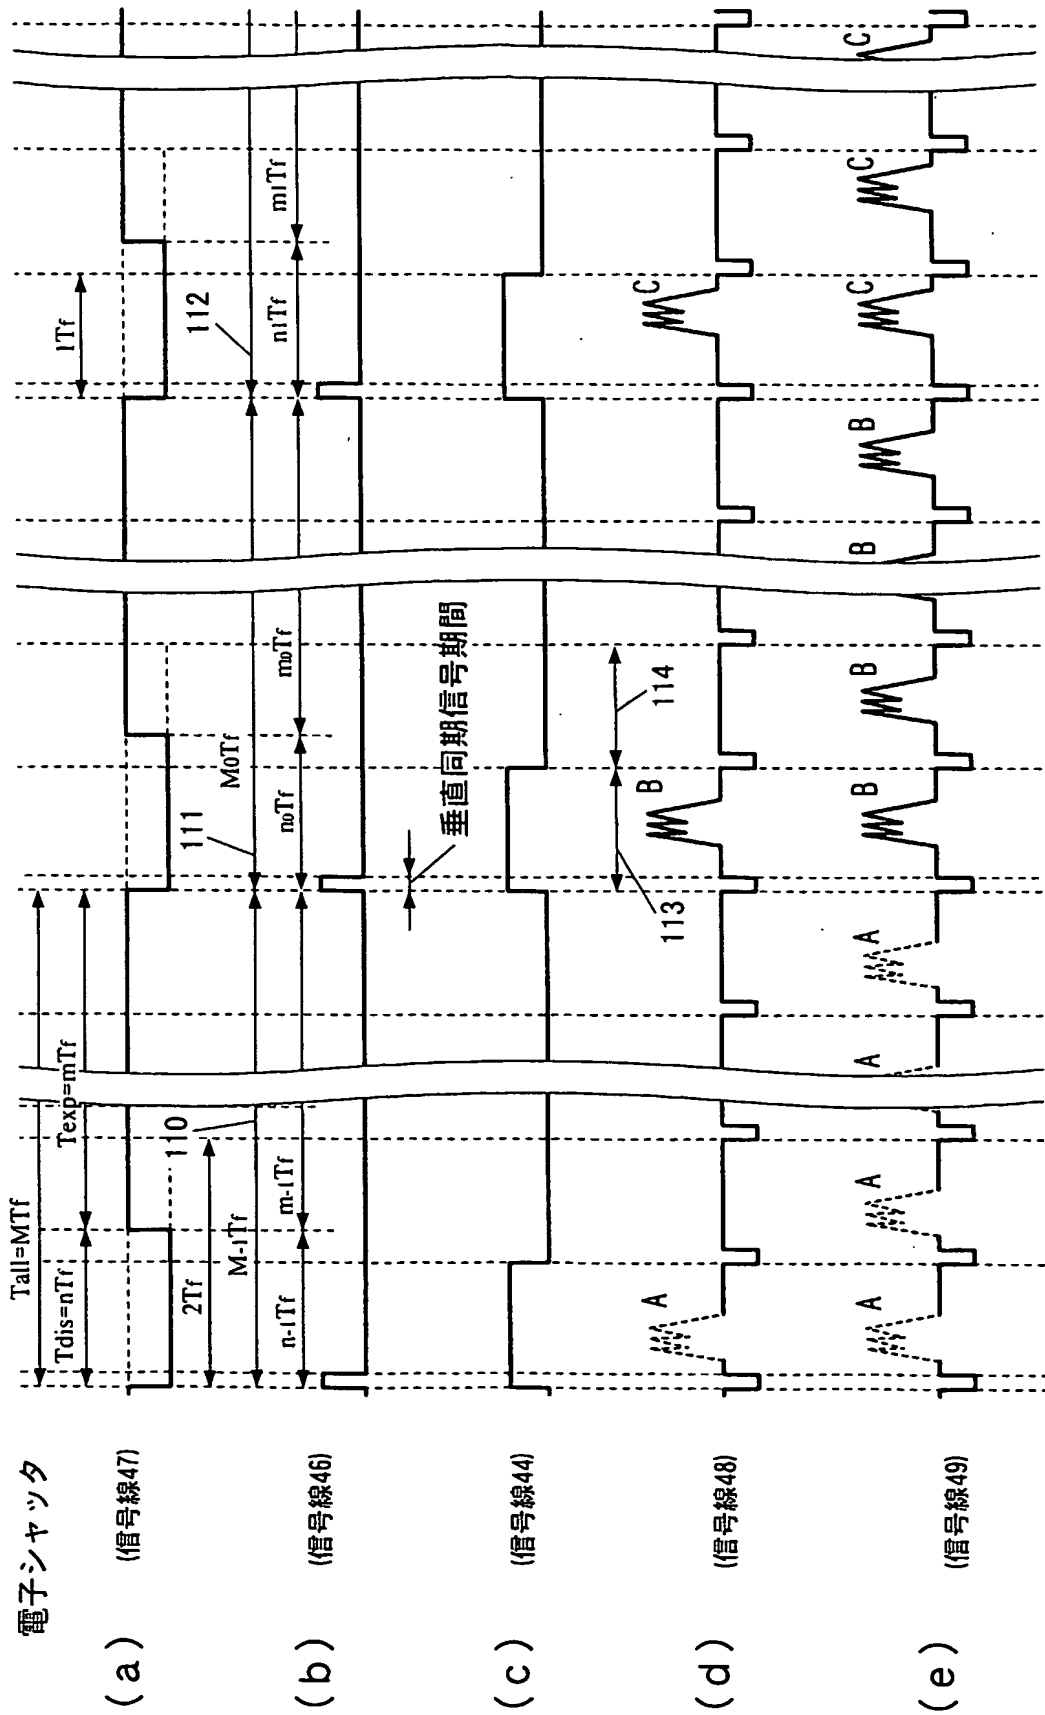 電子シャッタ
(a)
(信号線47)
Tall=MTf
Tdis=nTf
Texp=mTf
1Tf
2Tf
110
111
112
M-1Tf
M0Tf
n-1Tf
m-1Tf
n0Tf
m0Tf
n1Tf
m1Tf
(b)
(信号線46)
垂直同期信号期間
(c)
(信号線44)
113
114
(d)
(信号線48)
A
B
C
(e)
(信号線49)
A
A
A
A
B
B
B
B
C
C
C